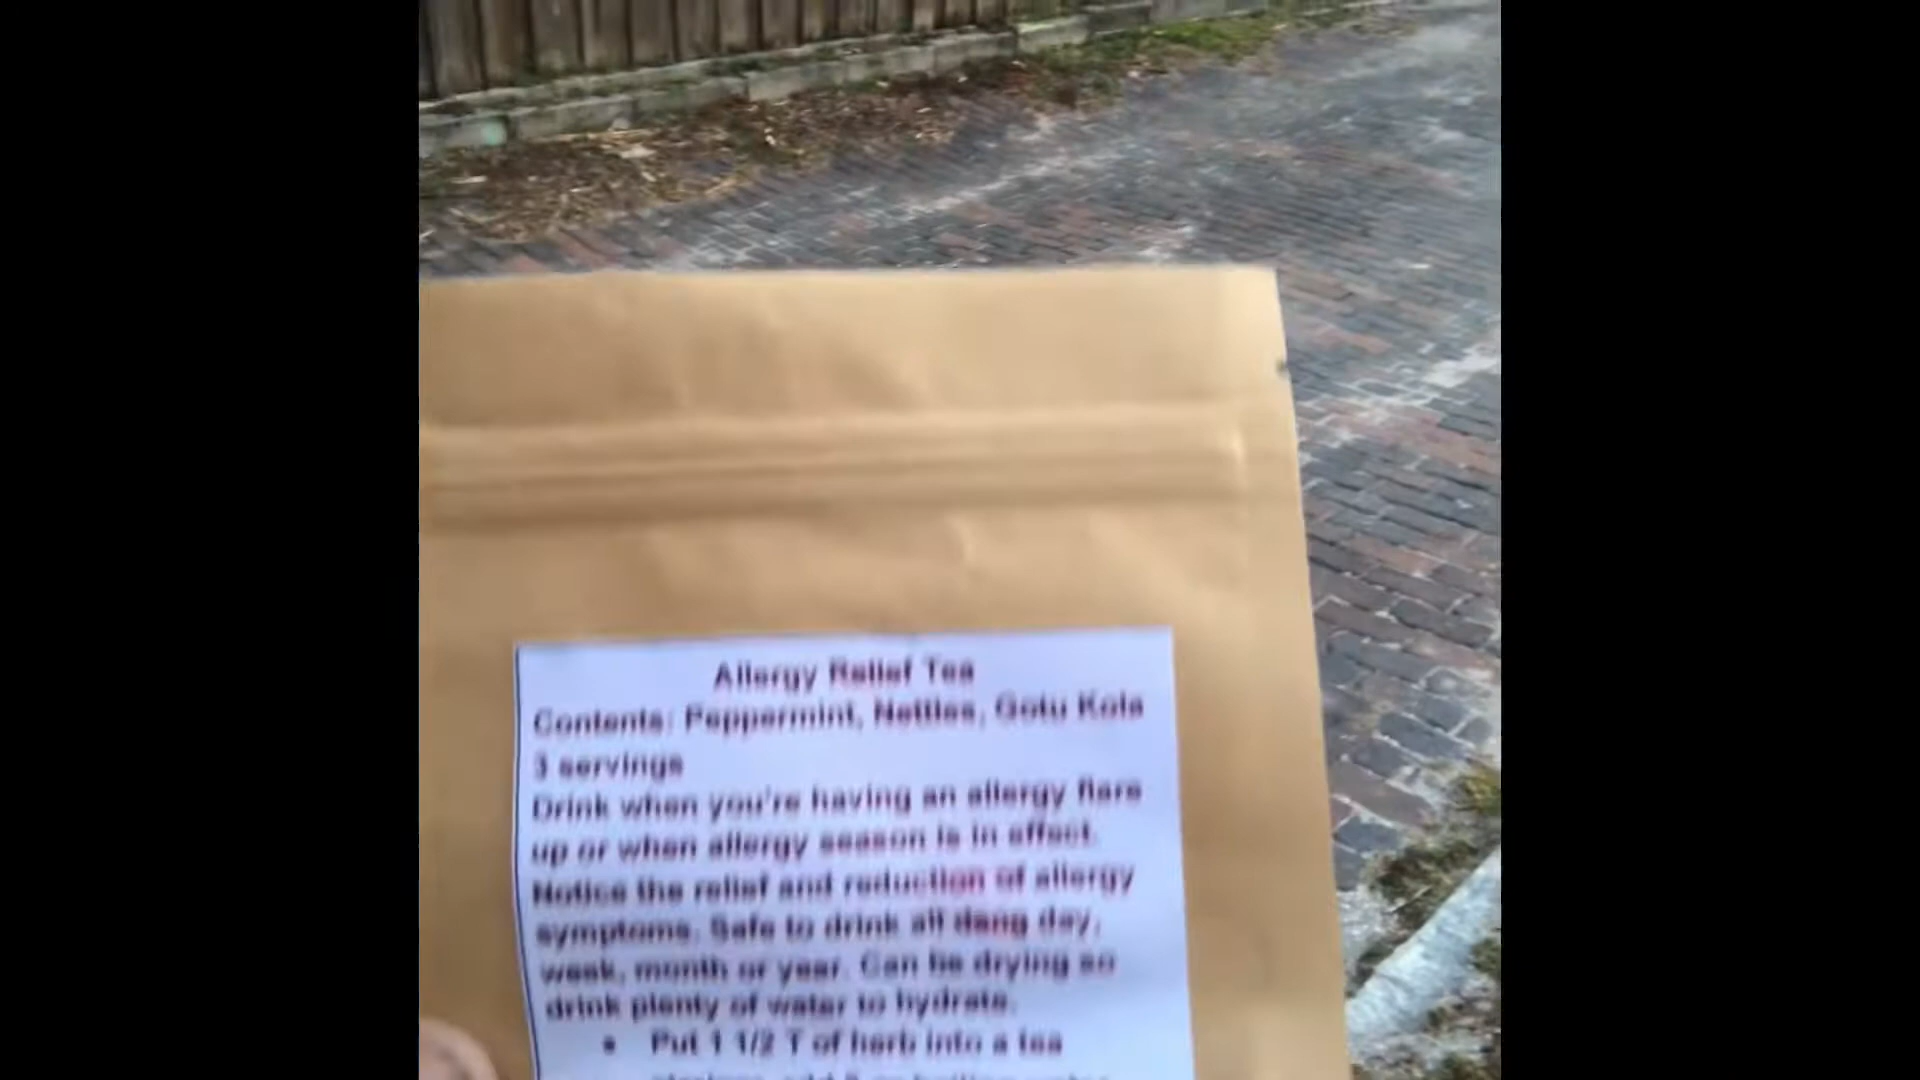 Allergy Relief Tea
Contents: Peppermint, Nettles, Gotu Kola
3 servings
Drink when you're having an allergy flare
up or when allergy season is in effect.
Notice the relief and reduction of allergy
symptoms. Safe to drink all dang day,
week, month or year. Can be drying so
drink plenty of water to hydrate.
• Put 1 1/2 T of herb into a tea